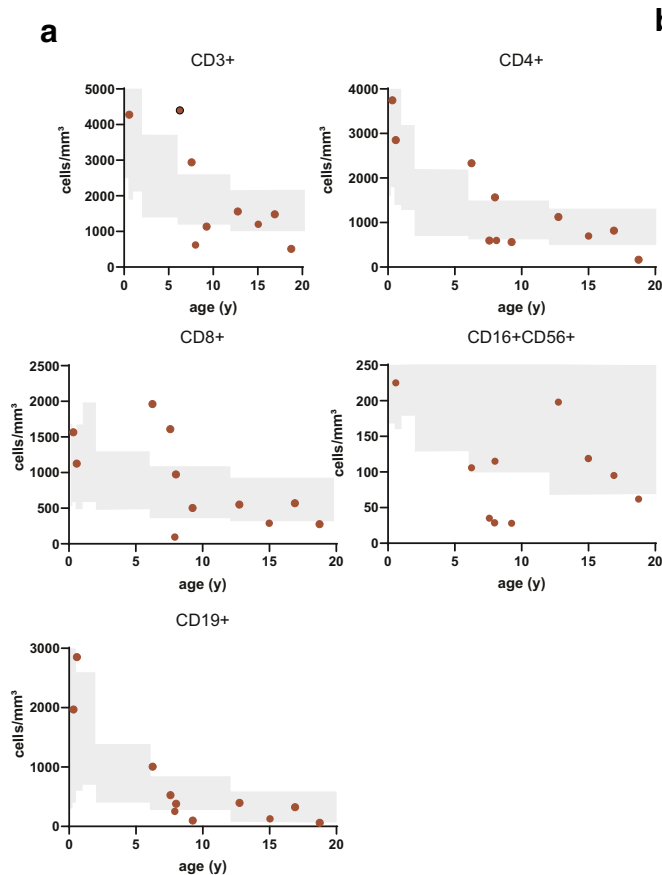 a
b
CD3+
5000
4000
3000
2000
1000
0
cells/mm³
0 5 10 15 20
age (y)
CD4+
4000
3000
2000
1000
0
cells/mm³
0 5 10 15 20
age (y)
CD8+
2500
2000
1500
1000
500
0
cells/mm³
0 5 10 15 20
age (y)
CD16+CD56+
250
200
150
100
50
0
cells/mm³
0 5 10 15 20
age (y)
CD19+
3000
2000
1000
0
cells/mm³
0 5 10 15 20
age (y)